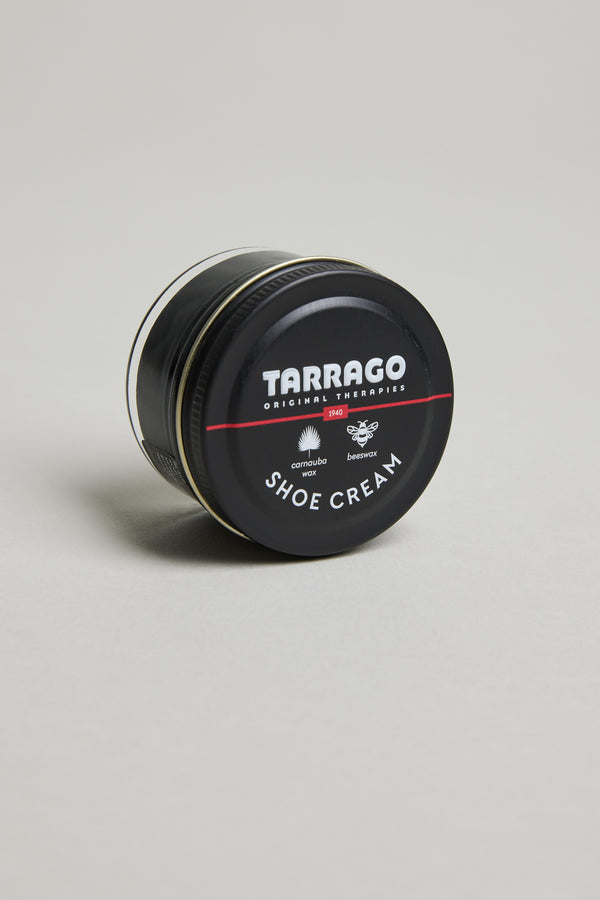 TARRAGO
ORIGINAL THERAPIES
1940
carnauba
wax
beeswax
SHOE CREAM